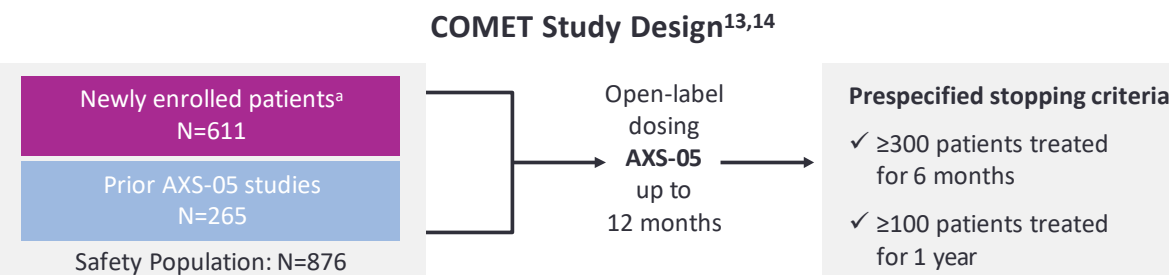 COMET Study Design13,14
Newly enrolled patientsa
N=611
Prior AXS-05 studies
N=265
Safety Population: N=876
Open-label
dosing
AXS-05
up to
12 months
Prespecified stopping criteria
✓ ≥300 patients treated
for 6 months
✓ ≥100 patients treated
for 1 year